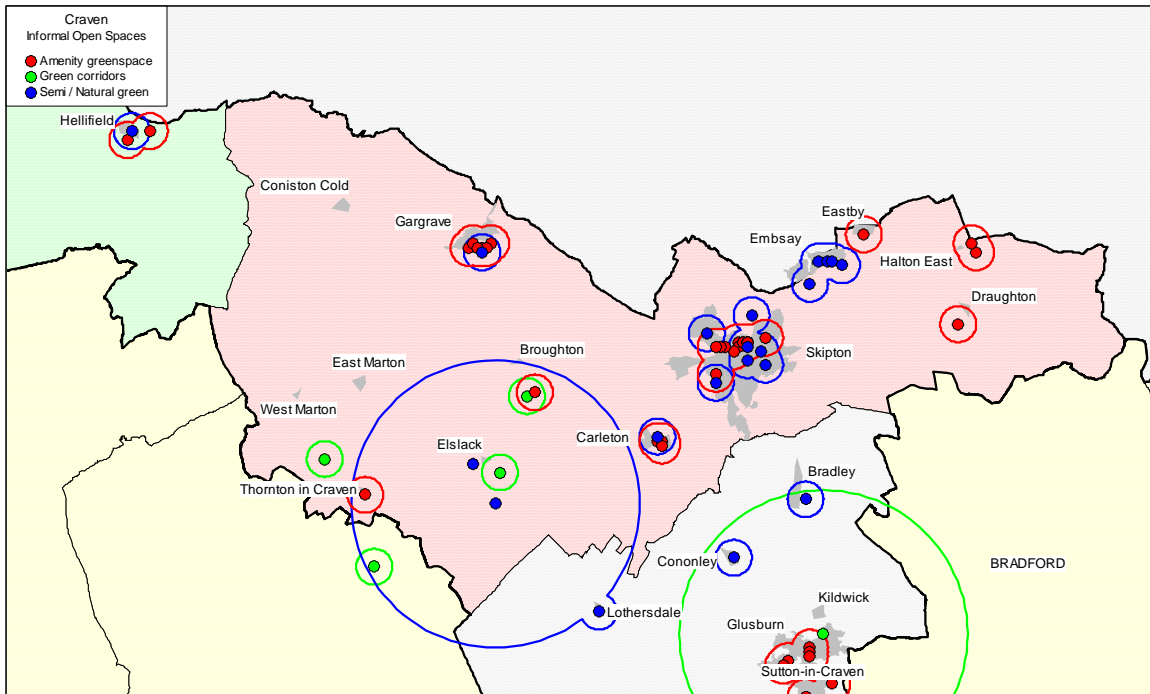 Craven
Informal Open Spaces
Amenity greenspace
Green corridors
Semi / Natural green
Hellifield
Coniston Cold
Gargrave
Eastby
Embsay
Halton East
Draughton
Skipton
Broughton
East Marton
West Marton
Carleton
Elslack
Thornton in Craven
Bradley
Cononley
BRADFORD
Kildwick
Lothersdale
Glusburn
Sutton-in-Craven